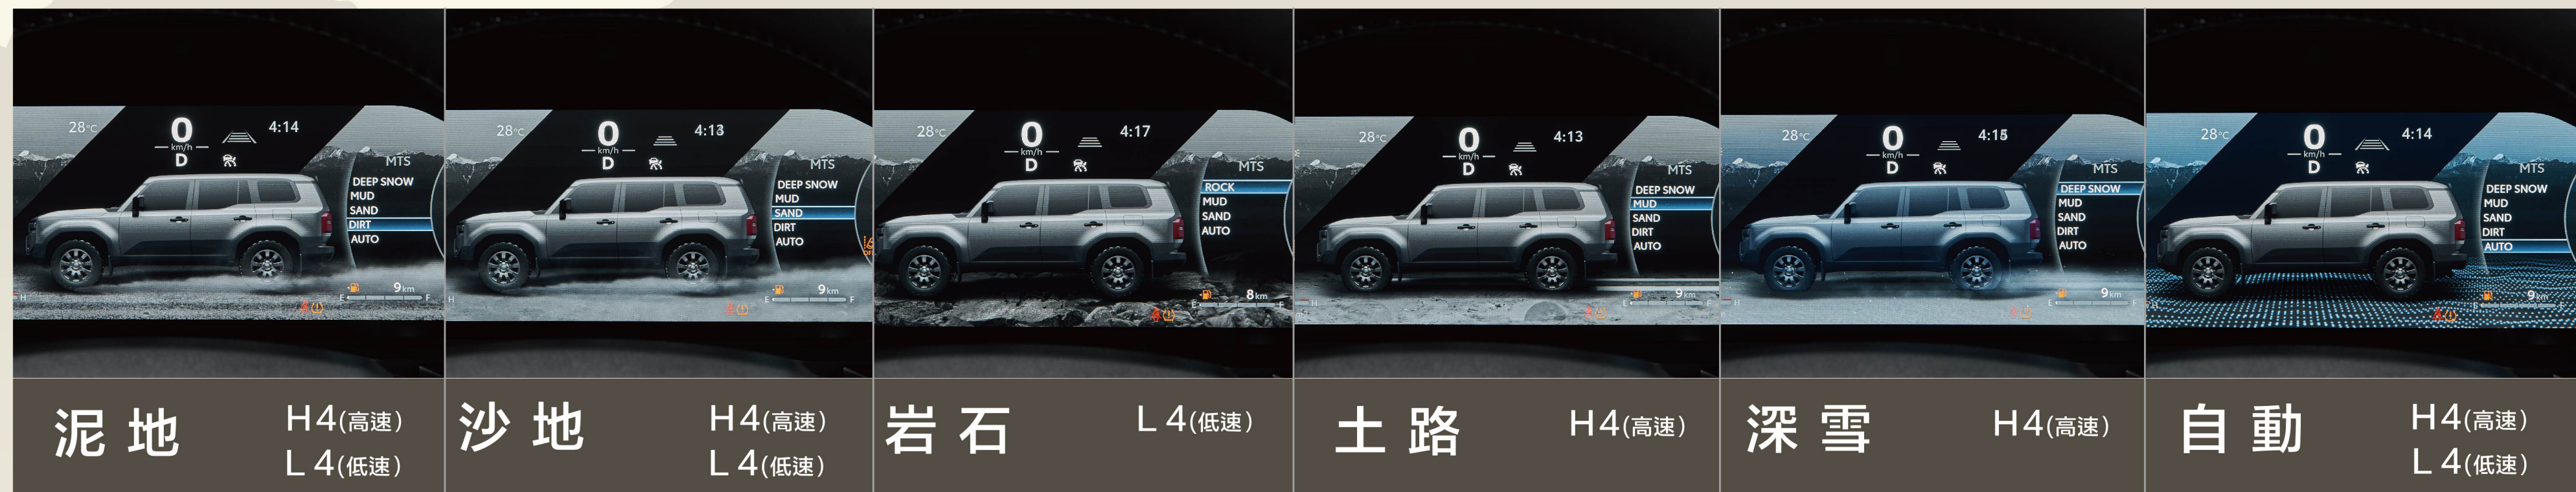 28°C
0
km/h
D
4:14
MTS
DEEP SNOW
MUD
SAND
DIRT
AUTO
9km
E F
H
泥地
H4(高速)
L4(低速)
28°C
0
km/h
D
4:13
MTS
DEEP SNOW
MUD
SAND
DIRT
AUTO
9km
E F
H
沙地
H4(高速)
L4(低速)
28°C
0
km/h
D
4:17
MTS
ROCK
MUD
SAND
AUTO
8km
E F
H
岩石
L4(低速)
28°C
0
km/h
D
4:13
MTS
DEEP SNOW
MUD
SAND
DIRT
AUTO
9km
E F
H
土路
H4(高速)
28°C
0
km/h
D
4:15
MTS
DEEP SNOW
MUD
SAND
DIRT
AUTO
9km
E F
H
深雪
H4(高速)
28°C
0
km/h
D
4:14
MTS
DEEP SNOW
MUD
SAND
DIRT
AUTO
9km
H
自動
H4(高速)
L4(低速)